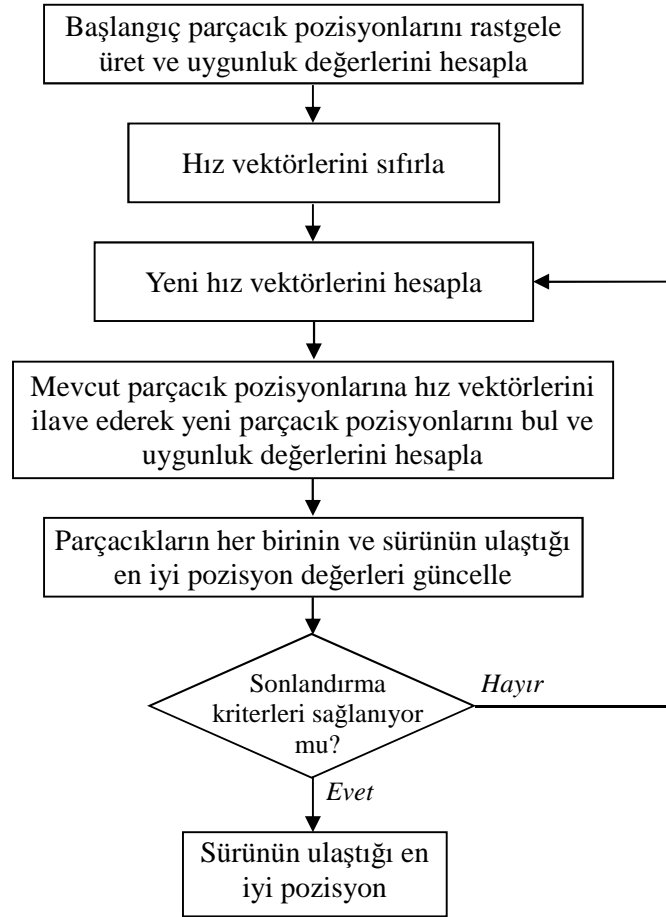 Başlangıç parçacık pozisyonlarını rastgele
üret ve uygunluk değerlerini hesapla
Hız vektörlerini sıfırla
Yeni hız vektörlerini hesapla
Mevcut parçacık pozisyonlarına hız vektörlerini
ilave ederek yeni parçacık pozisyonlarını bul ve
uygunluk değerlerini hesapla
Parçacıkların her birinin ve sürünün ulaştığı
en iyi pozisyon değerleri güncelle
Sonlandırma
kriterleri sağlanıyor
mu?
Hayır
Evet
Sürünün ulaştığı en
iyi pozisyon